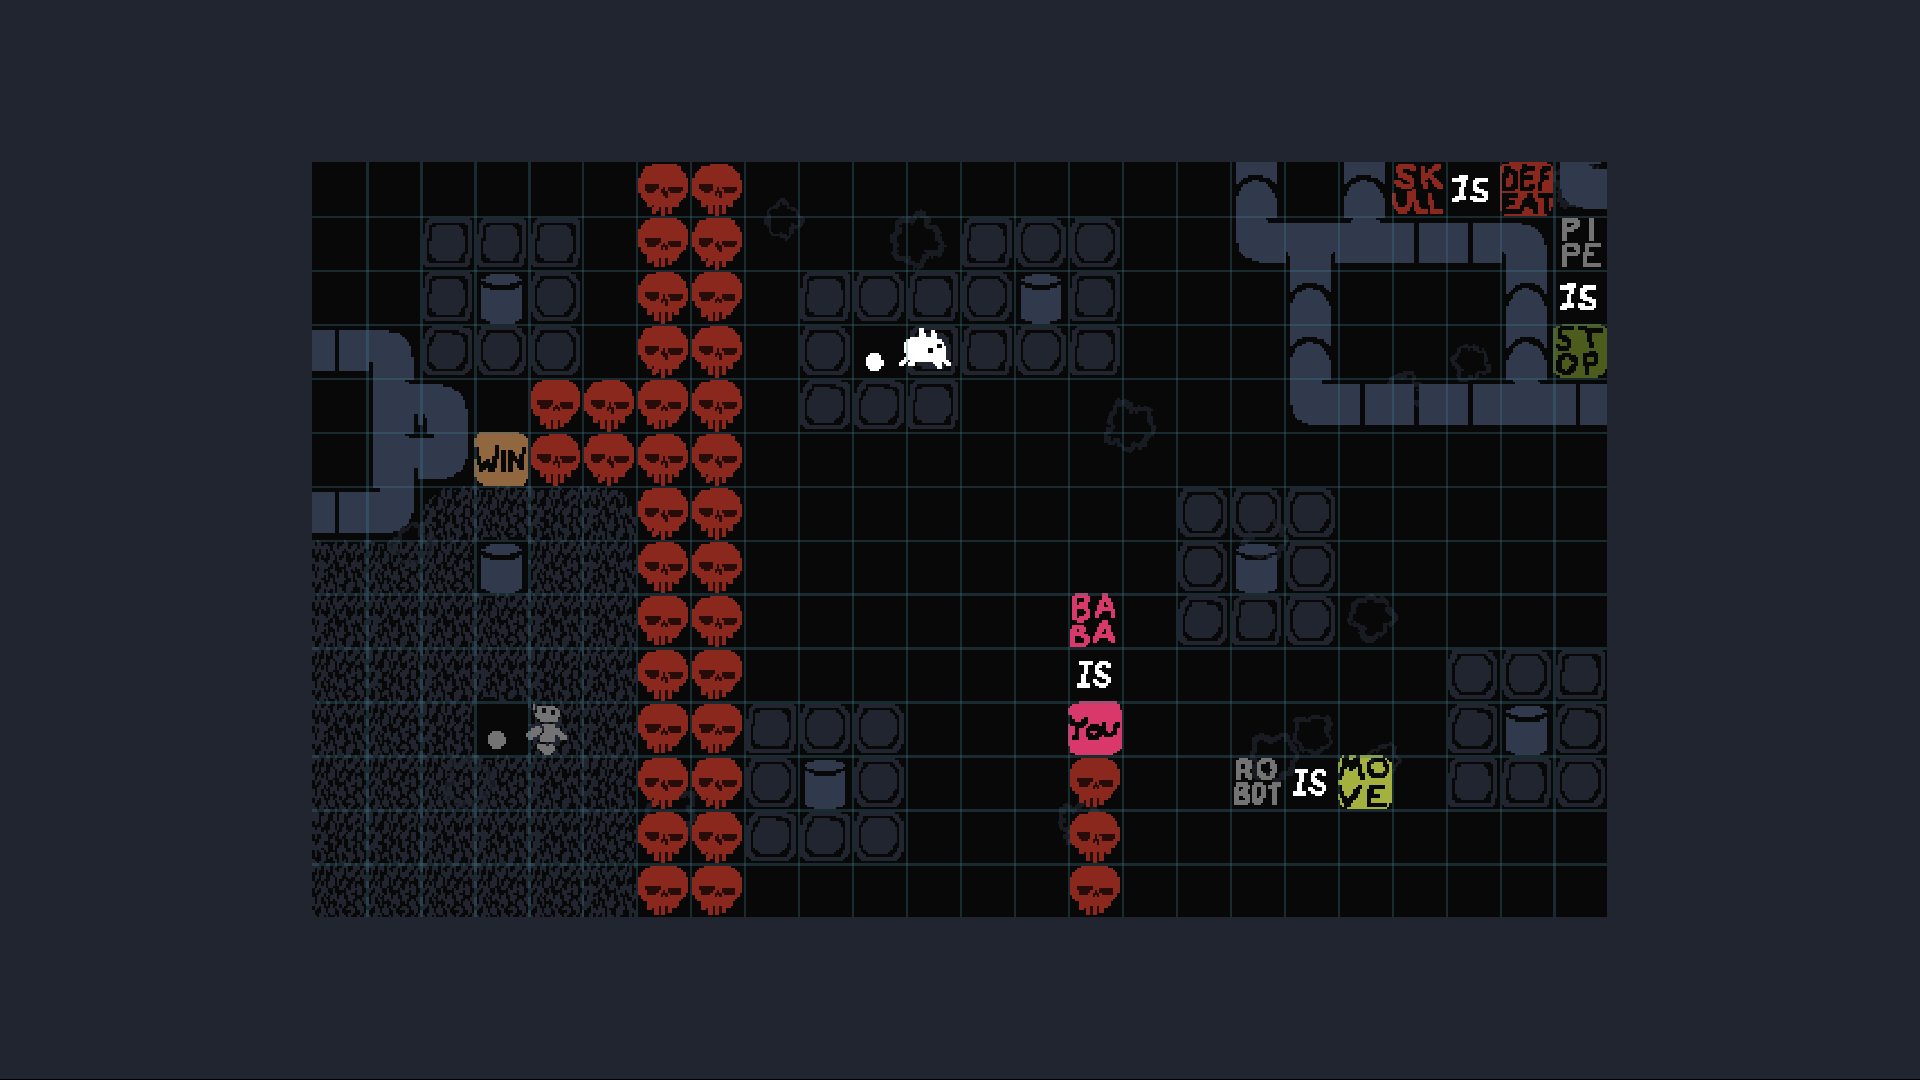 SKULL IS DEFEAT
PIPE
IS
STOP
WIN
BABA
IS
YOU
ROBOT IS MOVE